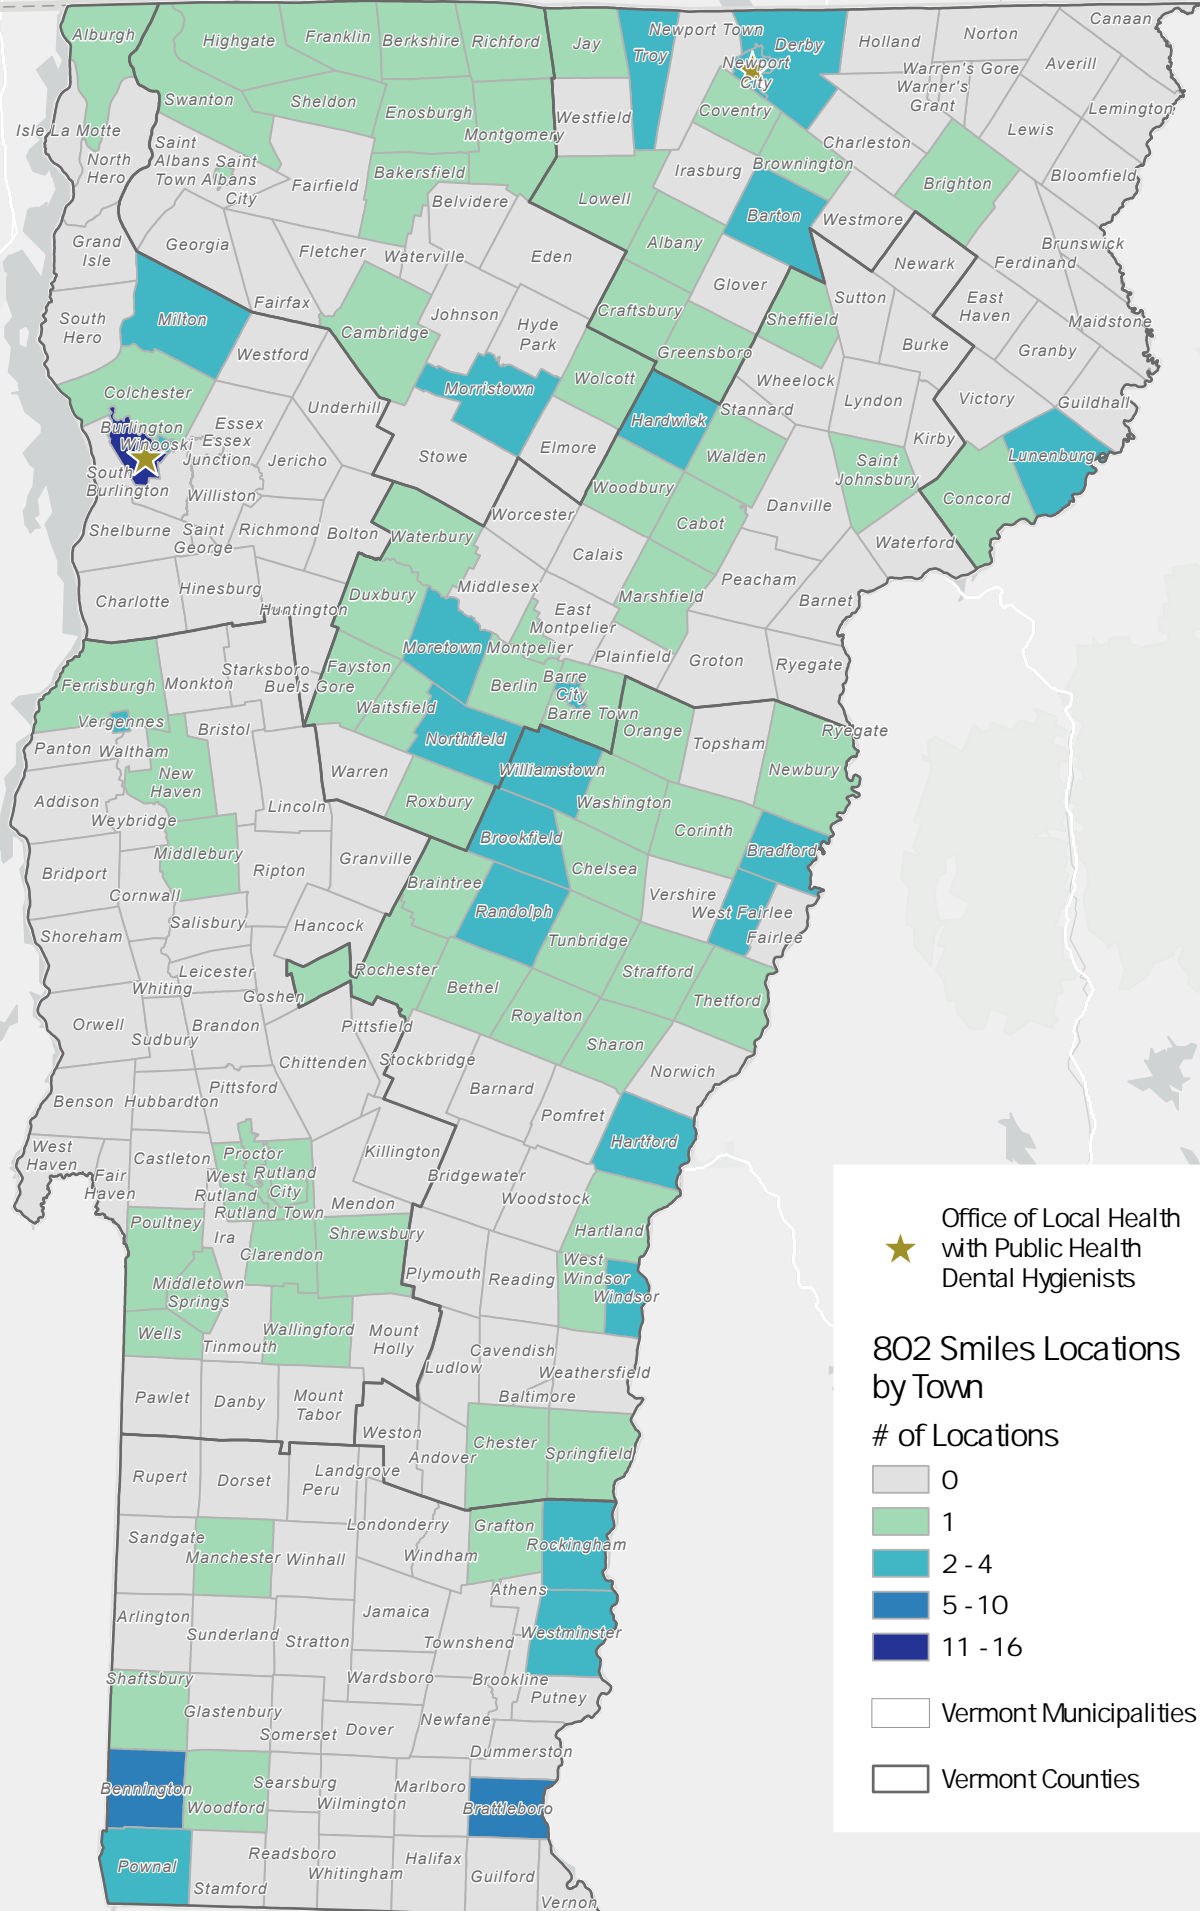 Alburgh
Highgate
Franklin
Berkshire
Richford
Jay
Troy
Newport Town
Derby
Holland
Norton
Canaan
Newport
City
Warren's Gore
Warner's
Grant
Averill
Lemington
Swanton
Sheldon
Enosburgh
Montgomery
Westfield
Coventry
Lewis
Isle La Motte
North
Hero
Saint
Albans
Town
Saint
Albans
City
Fairfield
Bakersfield
Belvidere
Lowell
Irasburg
Brownington
Charleston
Brighton
Bloomfield
Barton
Westmore
Grand
Isle
Georgia
Fletcher
Waterville
Eden
Albany
Glover
Newark
Ferdinand
Brunswick
South
Hero
Milton
Fairfax
Cambridge
Johnson
Hyde
Park
Craftsbury
Greensboro
Sheffield
Sutton
East
Haven
Maidstone
Burke
Granby
Westford
Colchester
Underhill
Morristown
Wolcott
Hardwick
Stannard
Wheelock
Lyndon
Victory
Guildhall
Kirby
Lunenburg
Burlington
Winooski
Essex
Essex
Junction
Jericho
Stowe
Elmore
Walden
Saint
Johnsbury
Concord
South
Burlington
Williston
Woodbury
Danville
Shelburne
Saint
George
Richmond
Bolton
Waterbury
Worcester
Calais
Cabot
Waterford
Peacham
Barnet
Charlotte
Hinesburg
Huntington
Duxbury
Middlesex
Marshfield
East
Montpelier
Moretown
Montpelier
Plainfield
Groton
Ryegate
Ferrisburgh
Monkton
Starksboro
Buels Gore
Fayston
Berlin
Barre
City
Barre Town
Vergennes
Bristol
Waitsfield
Northfield
Orange
Topsham
Ryegate
Panton
Waltham
New
Haven
Warren
Williamstown
Newbury
Addison
Weybridge
Lincoln
Roxbury
Washington
Corinth
Bradford
Middlebury
Brookfield
Bridport
Ripton
Granville
Braintree
Chelsea
Vershire
West Fairlee
Fairlee
Cornwall
Salisbury
Hancock
Randolph
Tunbridge
Shoreham
Leicester
Whiting
Goshen
Rochester
Bethel
Strafford
Thetford
Orwell
Sudbury
Brandon
Pittsfield
Royalton
Sharon
Chittenden
Stockbridge
Norwich
Benson
Hubbardton
Pittsford
Barnard
Pomfret
Hartford
West
Haven
Castleton
Proctor
Killington
Fair
Haven
West
Rutland
Rutland
City
Rutland Town
Mendon
Bridgewater
Woodstock
Poultney
Ira
Clarendon
Shrewsbury
Hartland
Plymouth
Reading
West
Windsor
Windsor
Middletown
Springs
Wells
Tinmouth
Wallingford
Mount
Holly
Ludlow
Cavendish
Weathersfield
Baltimore
Pawlet
Danby
Mount
Tabor
Weston
Andover
Chester
Springfield
Rupert
Dorset
Landgrove
Peru
Londonderry
Windham
Grafton
Rockingham
Sandgate
Manchester
Winhall
Athens
Arlington
Sunderland
Stratton
Jamaica
Townshend
Westminster
Shaftsbury
Glastenbury
Somerset
Wardsboro
Dover
Newfane
Brookline
Putney
Dummerston
Bennington
Woodford
Searsburg
Wilmington
Marlboro
Brattleboro
Pownal
Stamford
Readsboro
Whitingham
Halifax
Guilford
Vernon
Office of Local Health
with Public Health
Dental Hygienists
802 Smiles Locations
by Town
# of Locations
0
1
2 - 4
5 - 10
11 - 16
Vermont Municipalities
Vermont Counties